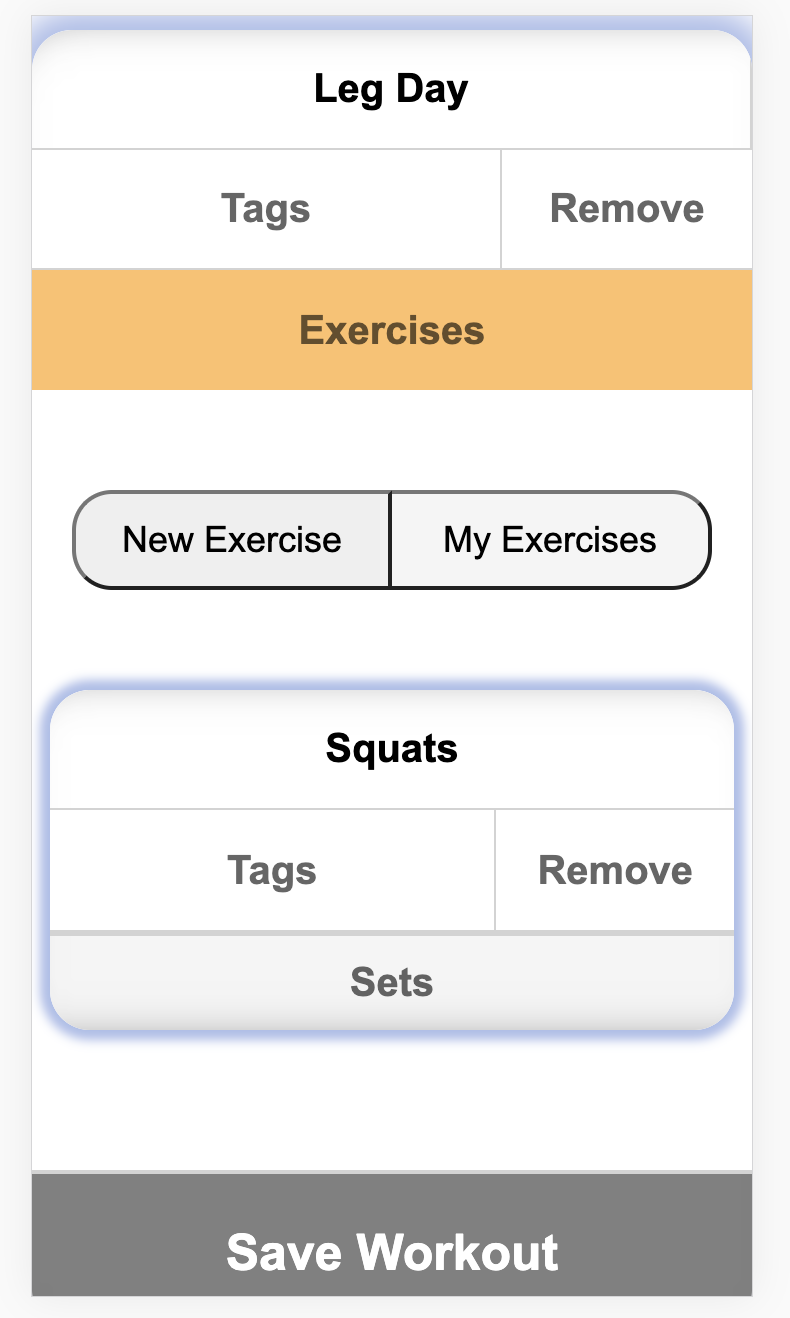 Leg Day
Tags Remove
Exercises
New Exercise My Exercises
Squats
Tags Remove
Sets
Save Workout